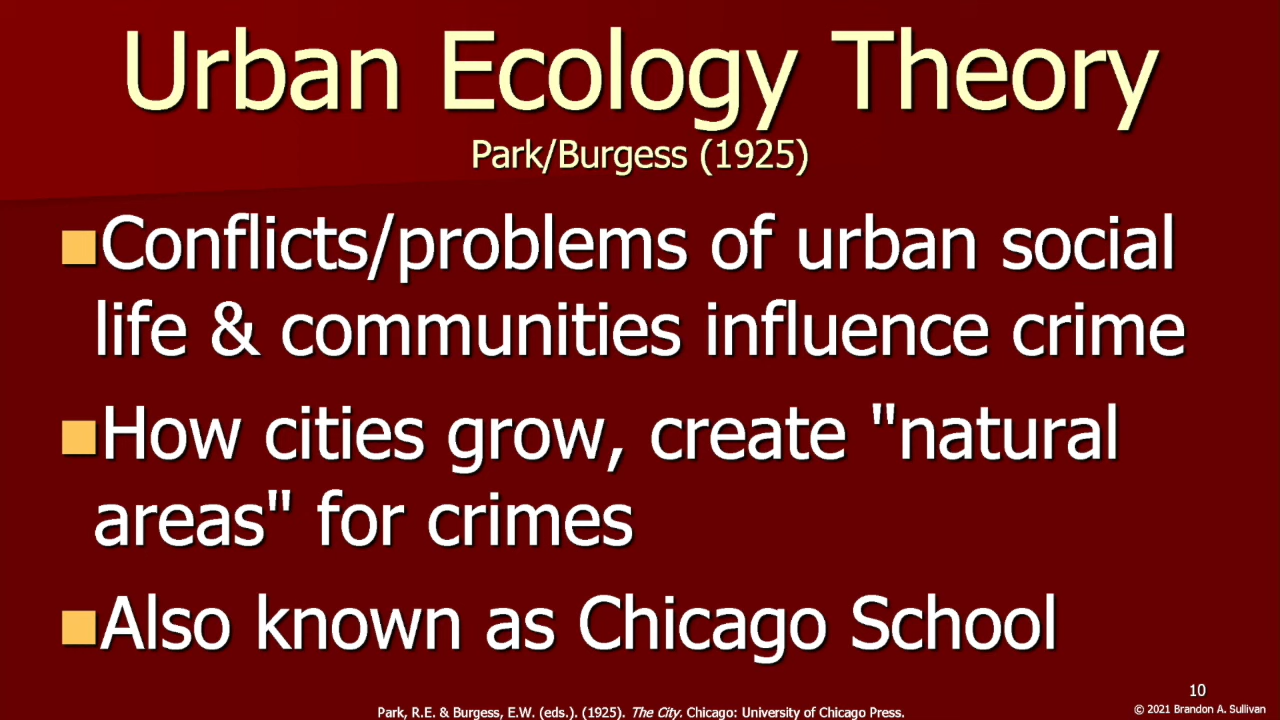 Urban Ecology Theory
Park/Burgess (1925)
Conflicts/problems of urban social
life & communities influence crime
How cities grow, create "natural
areas" for crimes
Also known as Chicago School
10
Park, R.E. & Burgess, E.W. (eds.). (1925). The City. Chicago: University of Chicago Press.
© 2021 Brandon A. Sullivan